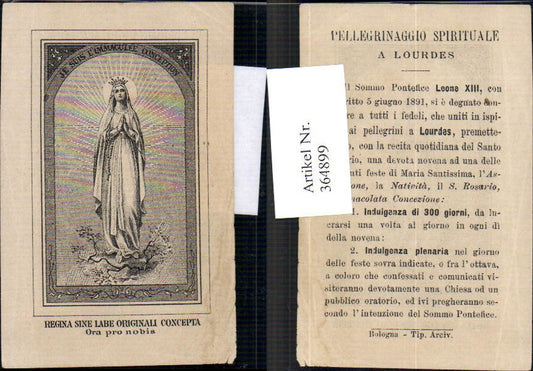 JE SUIS L'IMMACULÉE CONCEPTION
REGINA SINE LABE ORIGINALI CONCEPTA
Ora pro nobis
Artikel Nr.
364899
PELLEGRINAGGIO SPIRITUALE
A LOURDES
Il Sommo Pontefice Leone XIII, con
ritto 5 giugno 1891, si è degnato con-
re a tutti i fedeli, che uniti in ispi-
ai pellegrini a Lourdes, premette-
, con la recita quotidiana del Santo
rio, una devota novena ad una delle
nti feste di Maria Santissima, l'As-
one, la Natività, il S. Rosario,
macolata Concezione:
1. Indulgenza di 300 giorni, da lu-
crarsi una volta al giorno in ogni dì
della novena:
2. Indulgenza plenaria nel giorno
delle feste sovra indicate, o fra l'ottava,
a coloro che confessati e comunicati vi-
siteranno devotamente una Chiesa od un
pubblico oratorio, ed ivi pregheranno se-
condo l'intenzione del Sommo Pontefice.
Bologna - Tip. Arciv.